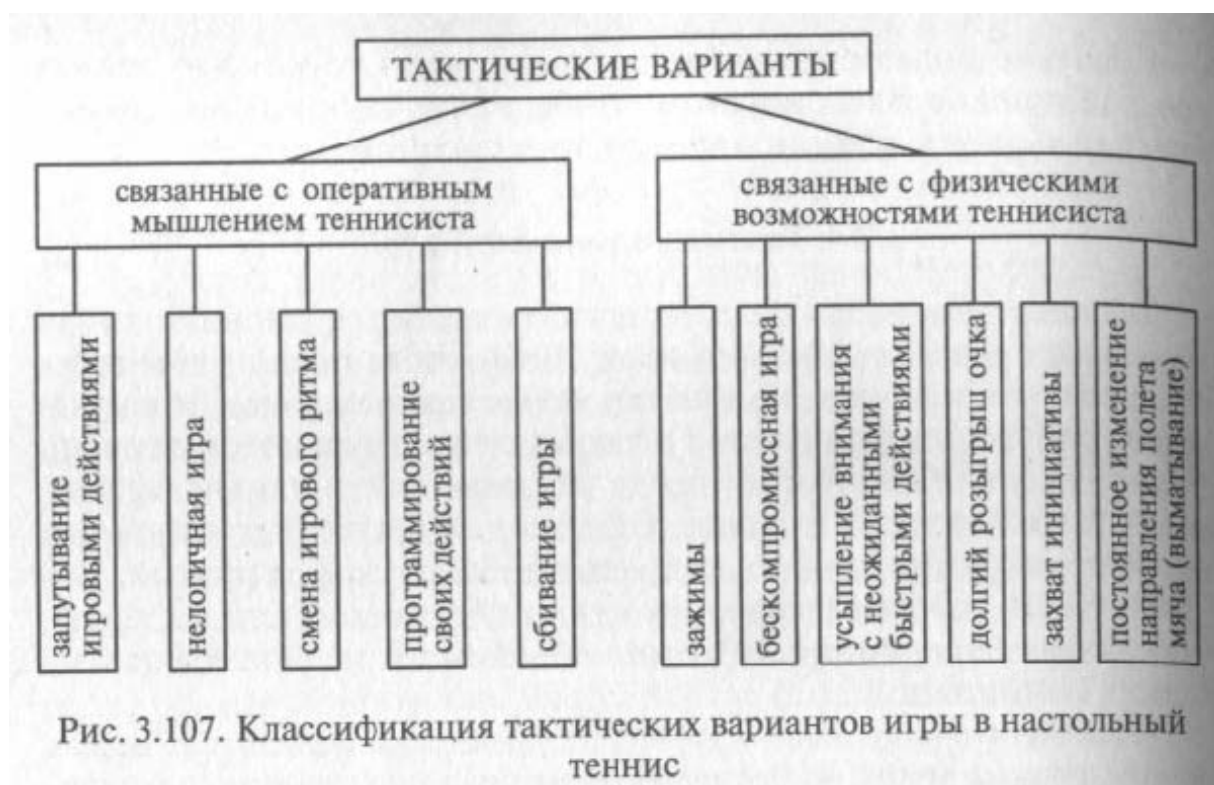 ТАКТИЧЕСКИЕ ВАРИАНТЫ
связанные с оперативным
мышлением теннисиста
связанные с физическими
возможностями теннисиста
запутывание
игровыми действиями
нелогичная игра
смена игрового ритма
программирование
своих действий
сбивание игры
зажимы
бескомпромиссная игра
усыпление внимания
с неожиданными
быстрыми действиями
долгий розыгрыш очка
захват инициативы
постоянное изменение
направления полета
мяча (выматывание)
Рис. 3.107. Классификация тактических вариантов игры в настольный
теннис